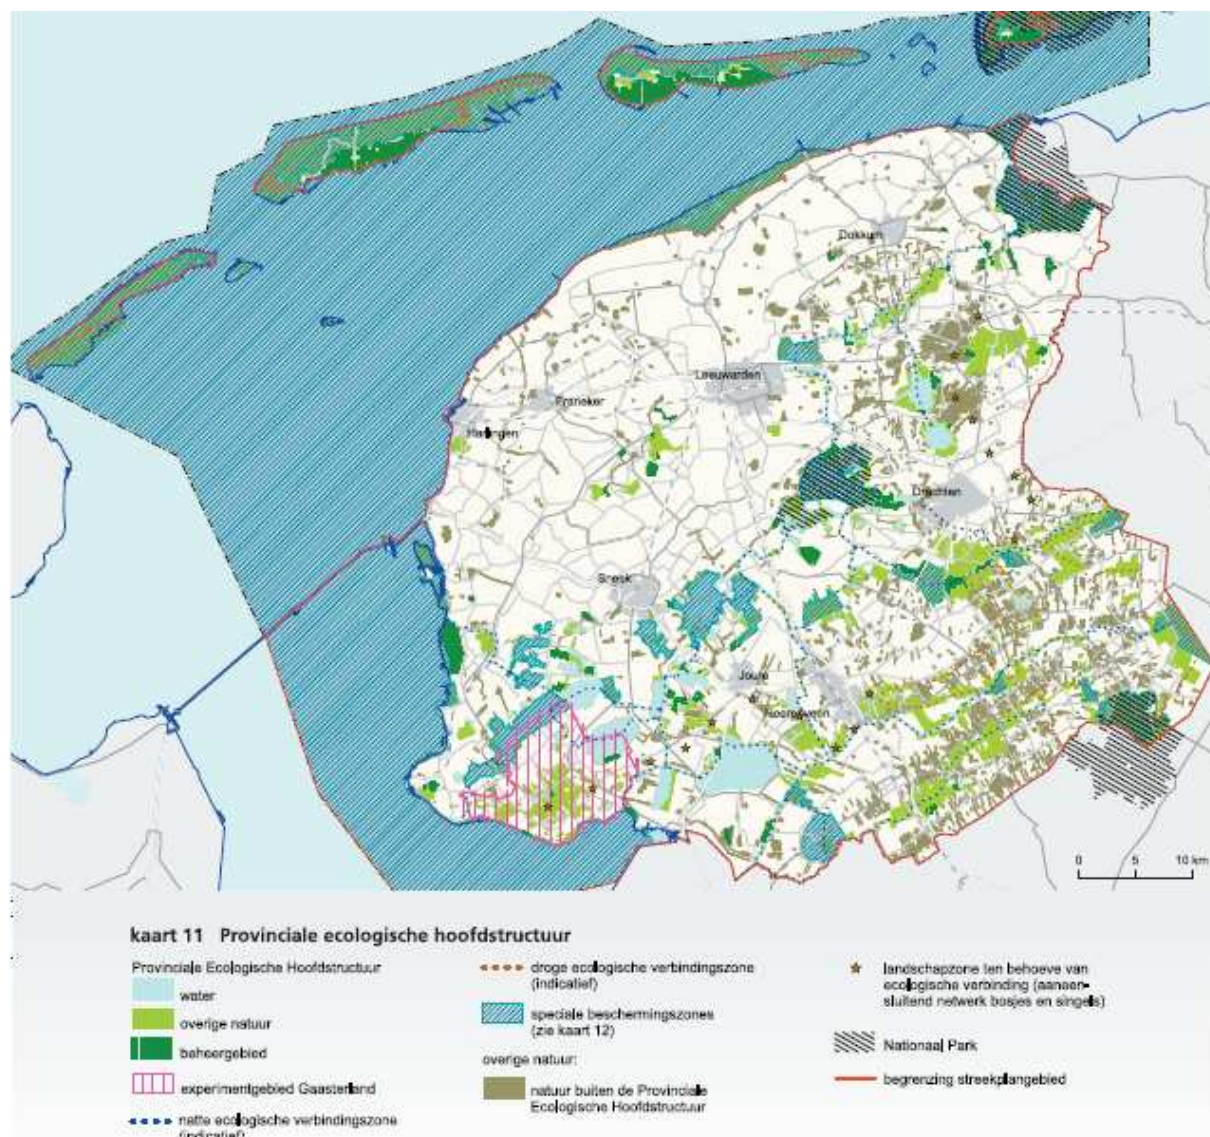 Dokkum
Leeuwarden
Franeker
Harlingen
Drachten
Sneek
Joure
Heerenveen
0 5 10 km
kaart 11 Provinciale ecologische hoofdstructuur
Provinciale Ecologische Hoofdstructuur
water
overige natuur
beheergebied
experimentgebied Gaasterland
natte ecologische verbindingszone
(indicatief)
droge ecologische verbindingszone
(indicatief)
speciale beschermingszones
(zie kaart 12)
overige natuur:
natuur buiten de Provinciale
Ecologische Hoofdstructuur
landschapzone ten behoeve van
ecologische verbinding (aaneen-
sluitend netwerk bosjes en singels)
Nationaal Park
begrenzing streekplangebied